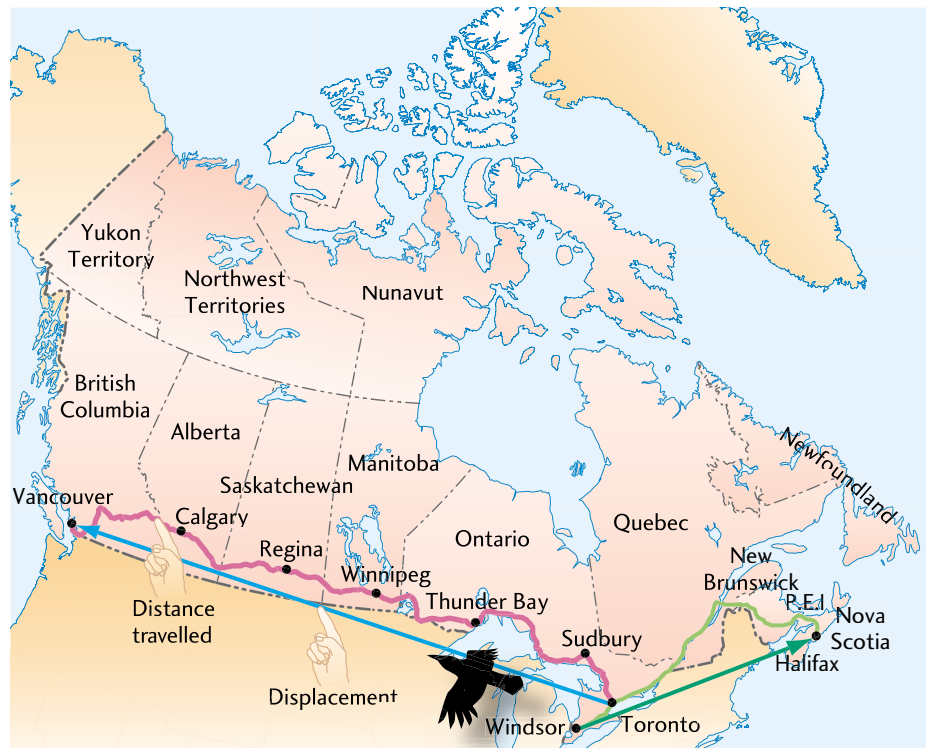 Yukon
Territory
Northwest
Territories
Nunavut
British
Columbia
Alberta
Saskatchewan
Manitoba
Newfoundland
Vancouver
Calgary
Regina
Winnipeg
Ontario
Quebec
New
Brunswick
P.E.I
Nova
Scotia
Thunder Bay
Distance
travelled
Sudbury
Halifax
Displacement
Windsor
Toronto